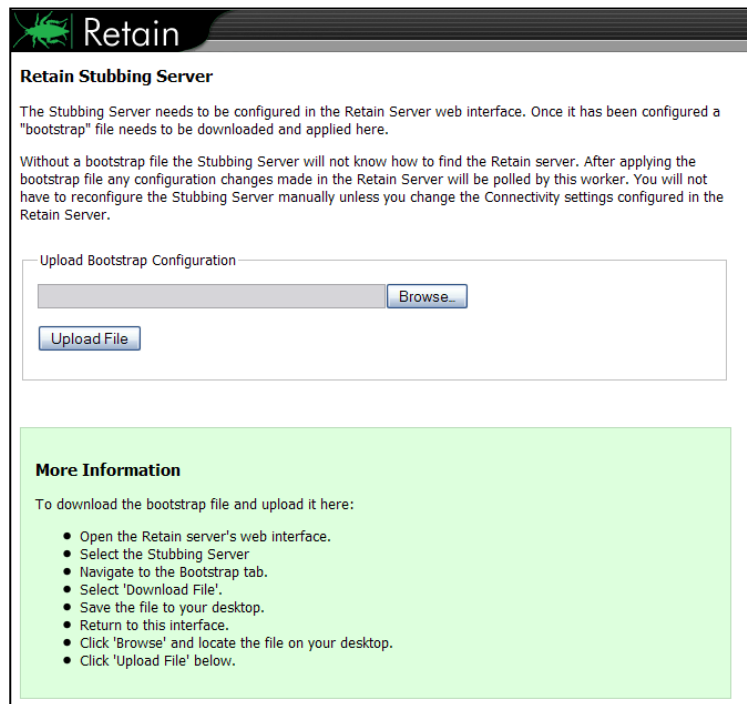 Retain
Retain Stubbing Server
The Stubbing Server needs to be configured in the Retain Server web interface. Once it has been configured a
"bootstrap" file needs to be downloaded and applied here.
Without a bootstrap file the Stubbing Server will not know how to find the Retain server. After applying the
bootstrap file any configuration changes made in the Retain Server will be polled by this worker. You will not
have to reconfigure the Stubbing Server manually unless you change the Connectivity settings configured in the
Retain Server.
Upload Bootstrap Configuration
Browse...
Upload File
More Information
To download the bootstrap file and upload it here:
● Open the Retain server's web interface.
● Select the Stubbing Server
● Navigate to the Bootstrap tab.
● Select 'Download File'.
● Save the file to your desktop.
● Return to this interface.
● Click 'Browse' and locate the file on your desktop.
● Click 'Upload File' below.